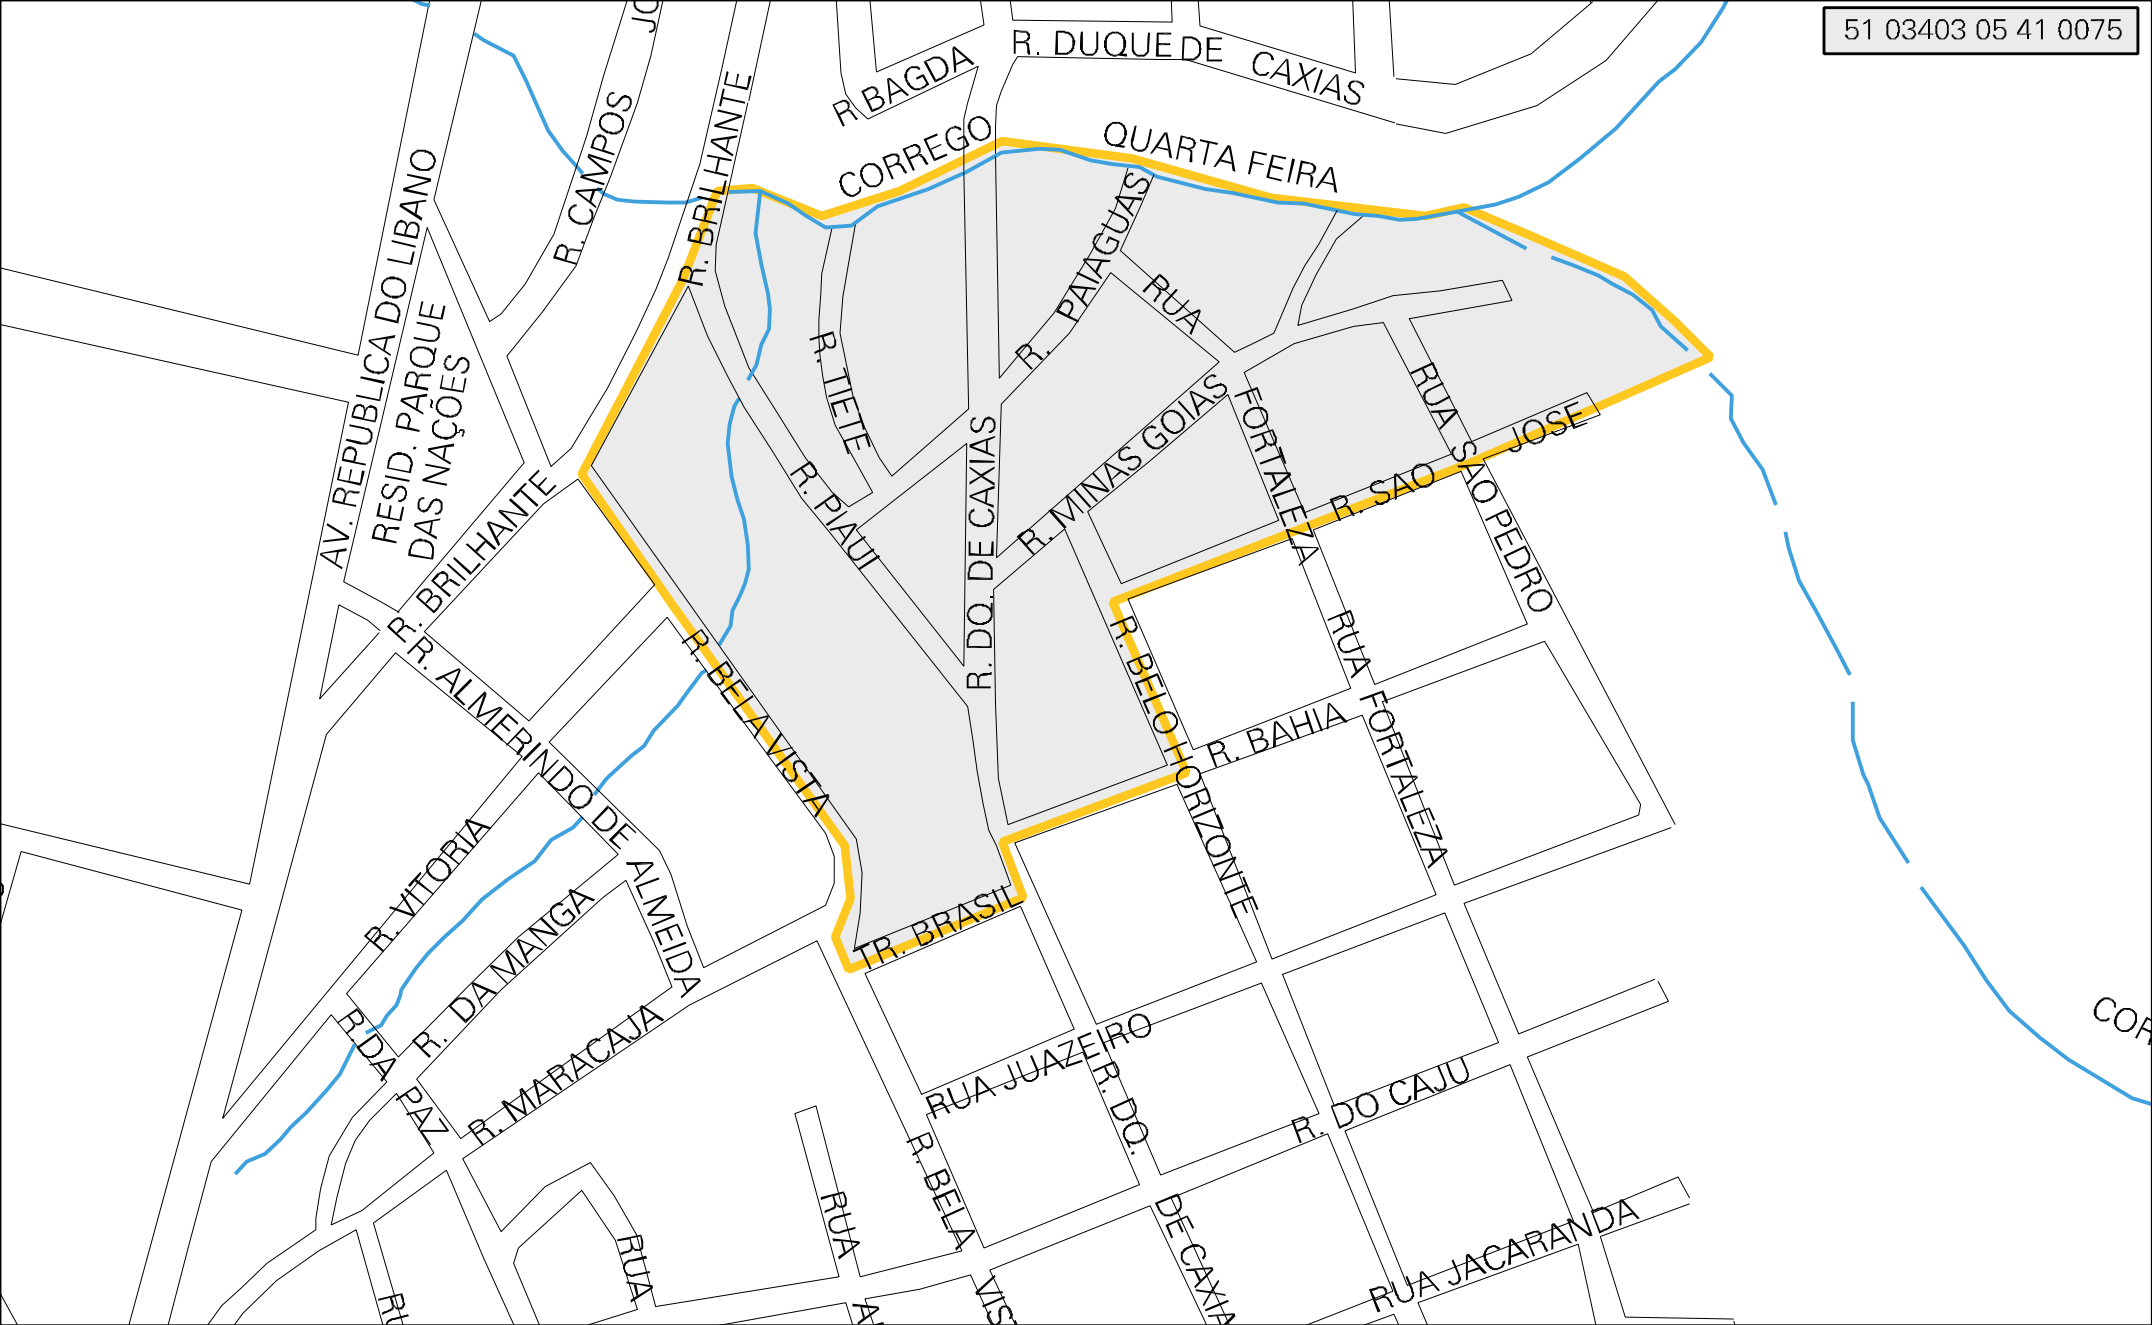 51 03403 05 41 0075
R. DUQUE DE CAXIAS
R BAGDA
CORREGO QUARTA FEIRA
R. CAMPOS
R. BRILHANTE
AV. REPUBLICA DO LIBANO
RESID. PARQUE
DAS NAÇÕES
R. PAIAGUAS
RUA FORTALEZA
R. TIETE
R. PIAUI
R. DQ. DE CAXIAS
R. MINAS GOIAS
RUA SAO PEDRO
R. SAO JOSE
R. BRILHANTE
R. ALMERINDO DE ALMEIDA
R. BELA VISTA
R. BELO HORIZONTE
R. BAHIA
RUA FORTALEZA
R. VITORIA
R. DA MANGA
TR. BRASIL
R. DA PAZ
R. MARACAJA
RUA JUAZEIRO
R. DQ. DE CAXIA
R. DO CAJU
R. BELA VIS
RUA
RUA
RUA JACARANDA
COR